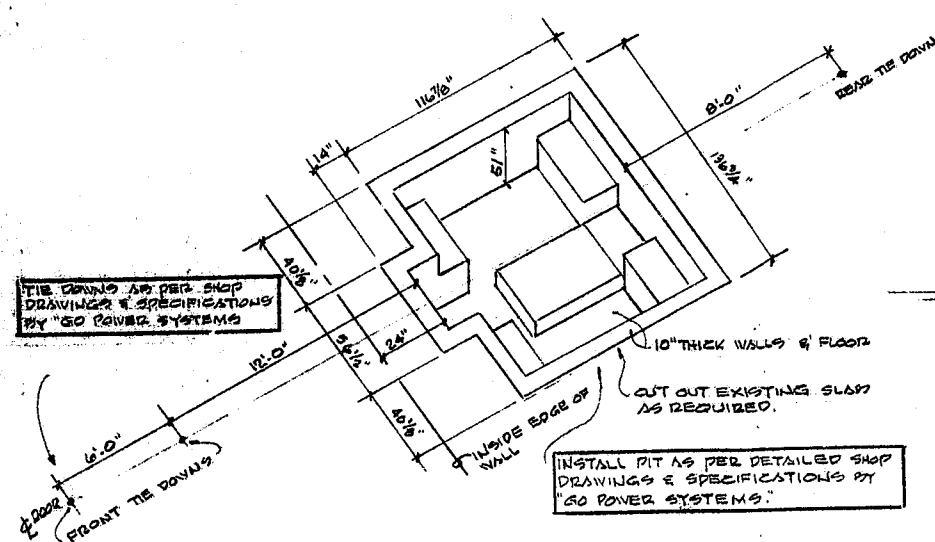 116 7/8"
14"
8'-0"
REAR TIE DOWN
51"
136 3/4"
40 1/8"
TIE DOWNS AS PER SHOP
DRAWINGS & SPECIFICATIONS
BY "GO POWER SYSTEMS
12'-0"
56 1/2"
24"
10" THICK WALLS & FLOOR
CUT OUT EXISTING SLAB
AS REQUIRED.
40 1/8"
6'-0"
INSIDE EDGE OF
WALL
INSTALL PIT AS PER DETAILED SHOP
DRAWINGS & SPECIFICATIONS BY
"GO POWER SYSTEMS."
FRONT TIE DOWNS
℄ DOOR